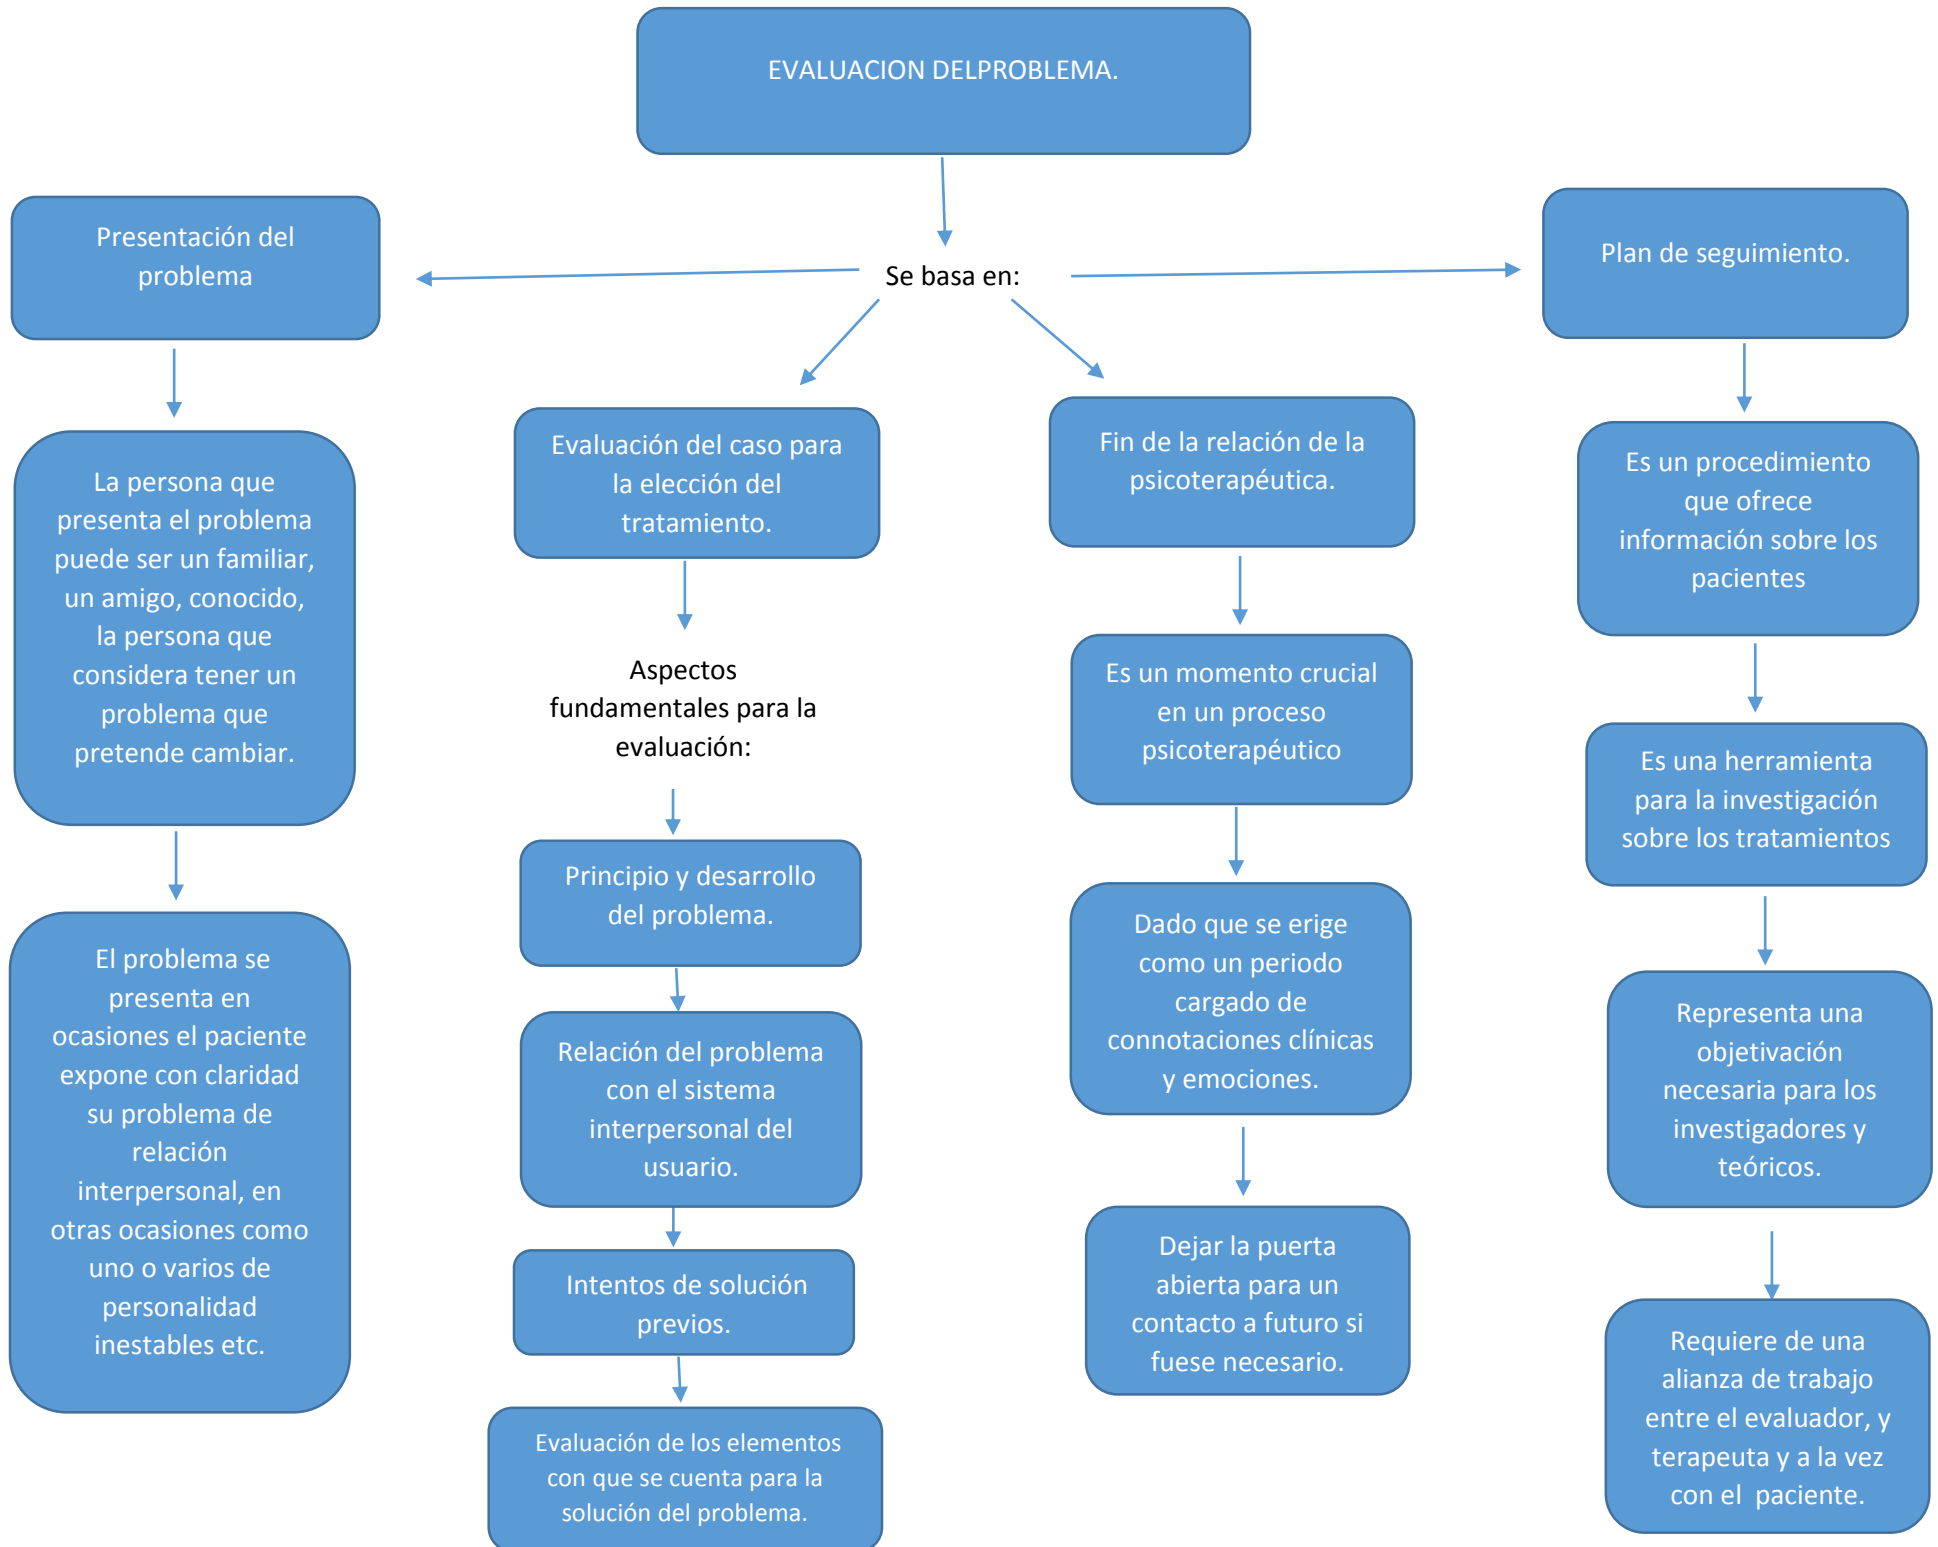 EVALUACION DELPROBLEMA.
Se basa en:
Presentación del
problema
La persona que
presenta el problema
puede ser un familiar,
un amigo, conocido,
la persona que
considera tener un
problema que
pretende cambiar.
El problema se
presenta en
ocasiones el paciente
expone con claridad
su problema de
relación
interpersonal, en
otras ocasiones como
uno o varios de
personalidad
inestables etc.
Evaluación del caso para
la elección del
tratamiento.
Aspectos
fundamentales para la
evaluación:
Principio y desarrollo
del problema.
Relación del problema
con el sistema
interpersonal del
usuario.
Intentos de solución
previos.
Evaluación de los elementos
con que se cuenta para la
solución del problema.
Fin de la relación de la
psicoterapéutica.
Es un momento crucial
en un proceso
psicoterapéutico
Dado que se erige
como un periodo
cargado de
connotaciones clínicas
y emociones.
Dejar la puerta
abierta para un
contacto a futuro si
fuese necesario.
Plan de seguimiento.
Es un procedimiento
que ofrece
información sobre los
pacientes
Es una herramienta
para la investigación
sobre los tratamientos
Representa una
objetivación
necesaria para los
investigadores y
teóricos.
Requiere de una
alianza de trabajo
entre el evaluador, y
terapeuta y a la vez
con el  paciente.